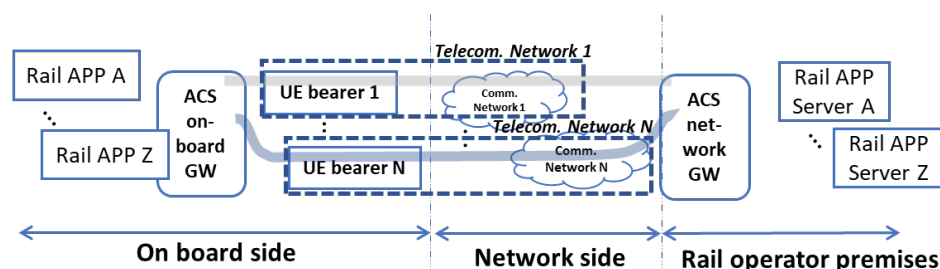 Telecom. Network 1
Rail APP A
UE bearer 1
Comm.
Network 1
Rail APP
Server A
ACS
on-
board
GW
ACS
net-
work
GW
Telecom. Network N
Rail APP Z
UE bearer N
Comm.
Network N
Rail APP
Server Z
On board side
Network side
Rail operator premises